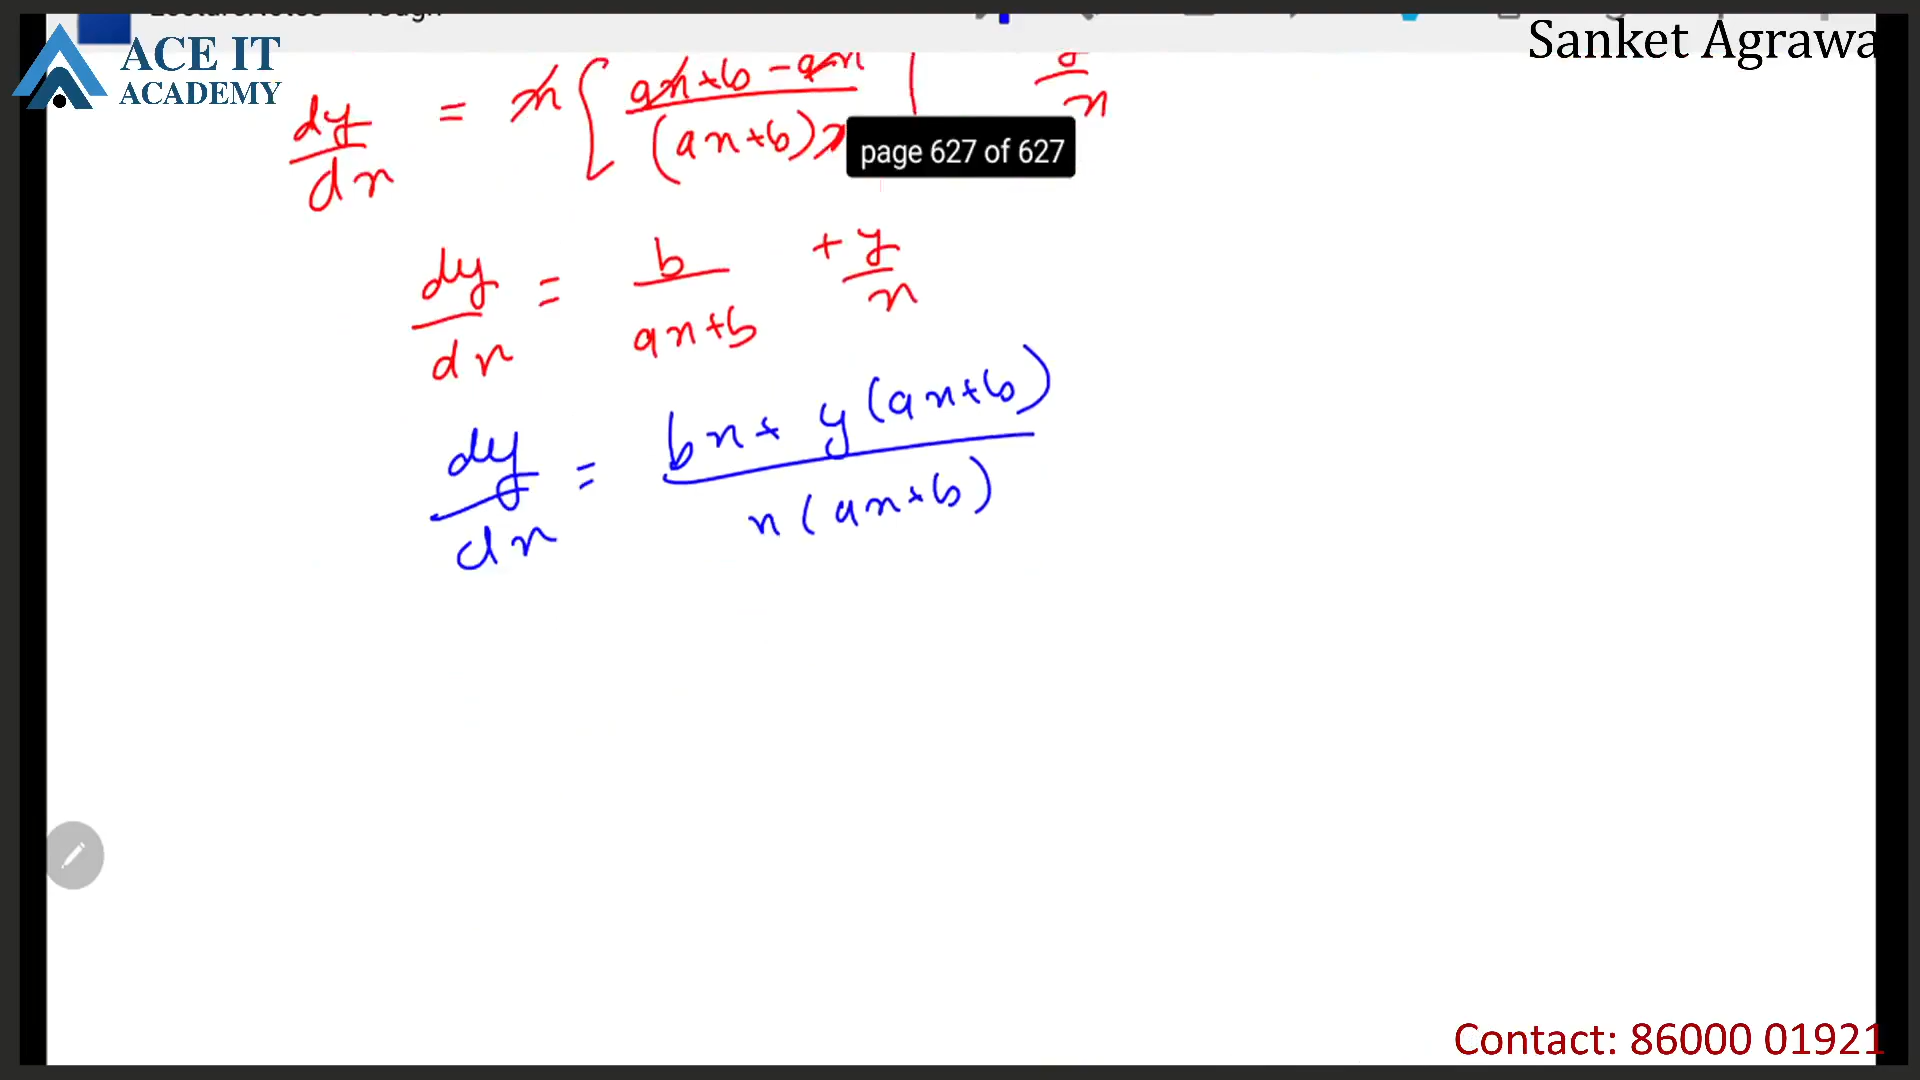 ACE IT
ACADEMY
Sanket Agrawa
dy/dx = x { (ax+b - ax) / (ax+b)x
page 627 of 627
dy/dx = b/(ax+b) + y/x
dy/dx = (bx + y(ax+b)) / (x(ax+b))
Contact: 86000 01921